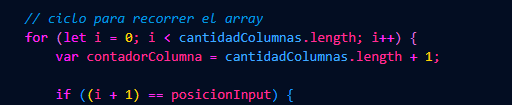 // ciclo para recorrer el array
for (let i = 0; i < cantidadColumnas.length; i++) {
var contadorColumna = cantidadColumnas.length + 1;
if ((i + 1) == posicionInput) {